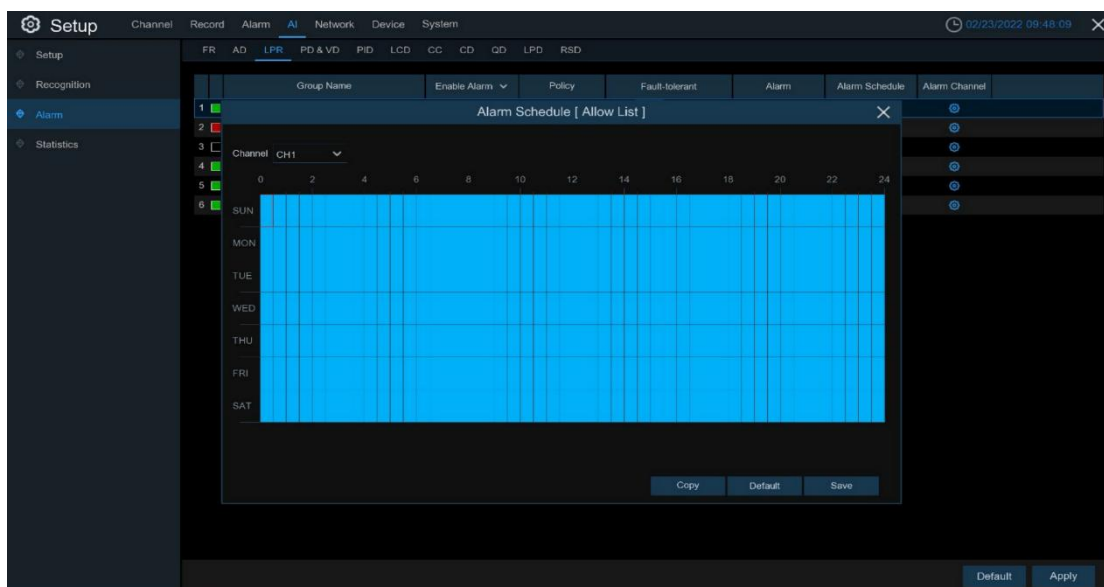 Setup Channel Record Alarm AI Network Device System 02/23/2022 09:48:09
Setup FR AD LPR PD & VD PID LCD CC CD QD LPD RSD
Recognition Group Name Enable Alarm Policy Fault-tolerant Alarm Alarm Schedule Alarm Channel
Alarm 1 Alarm Schedule [ Allow List ]
2
Statistics 3 Channel CH1
4
0 2 4 6 8 10 12 14 16 18 20 22 24
5
6 SUN
MON
TUE
WED
THU
FRI
SAT
Copy Default Save
Default Apply